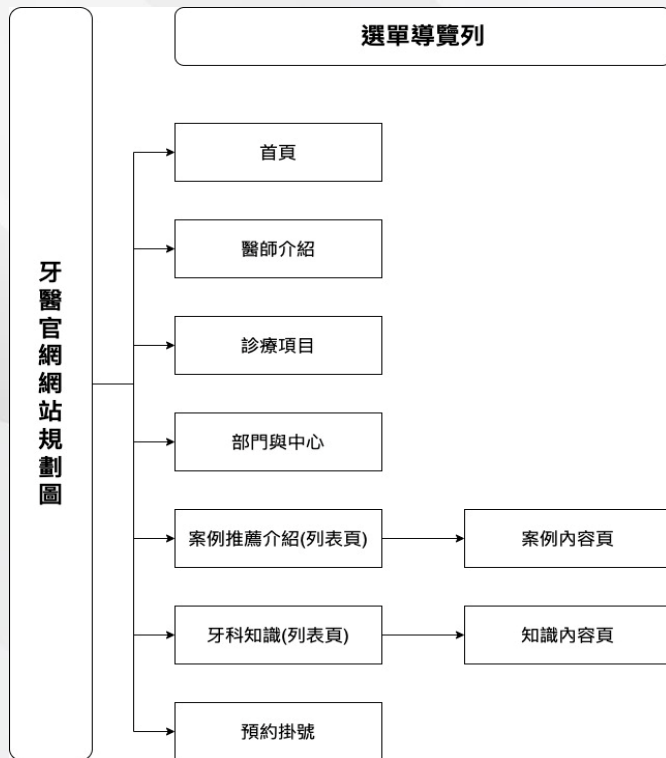 選單導覽列
牙醫官網網站規劃圖
首頁
醫師介紹
診療項目
部門與中心
案例推薦介紹(列表頁)
案例內容頁
牙科知識(列表頁)
知識內容頁
預約掛號